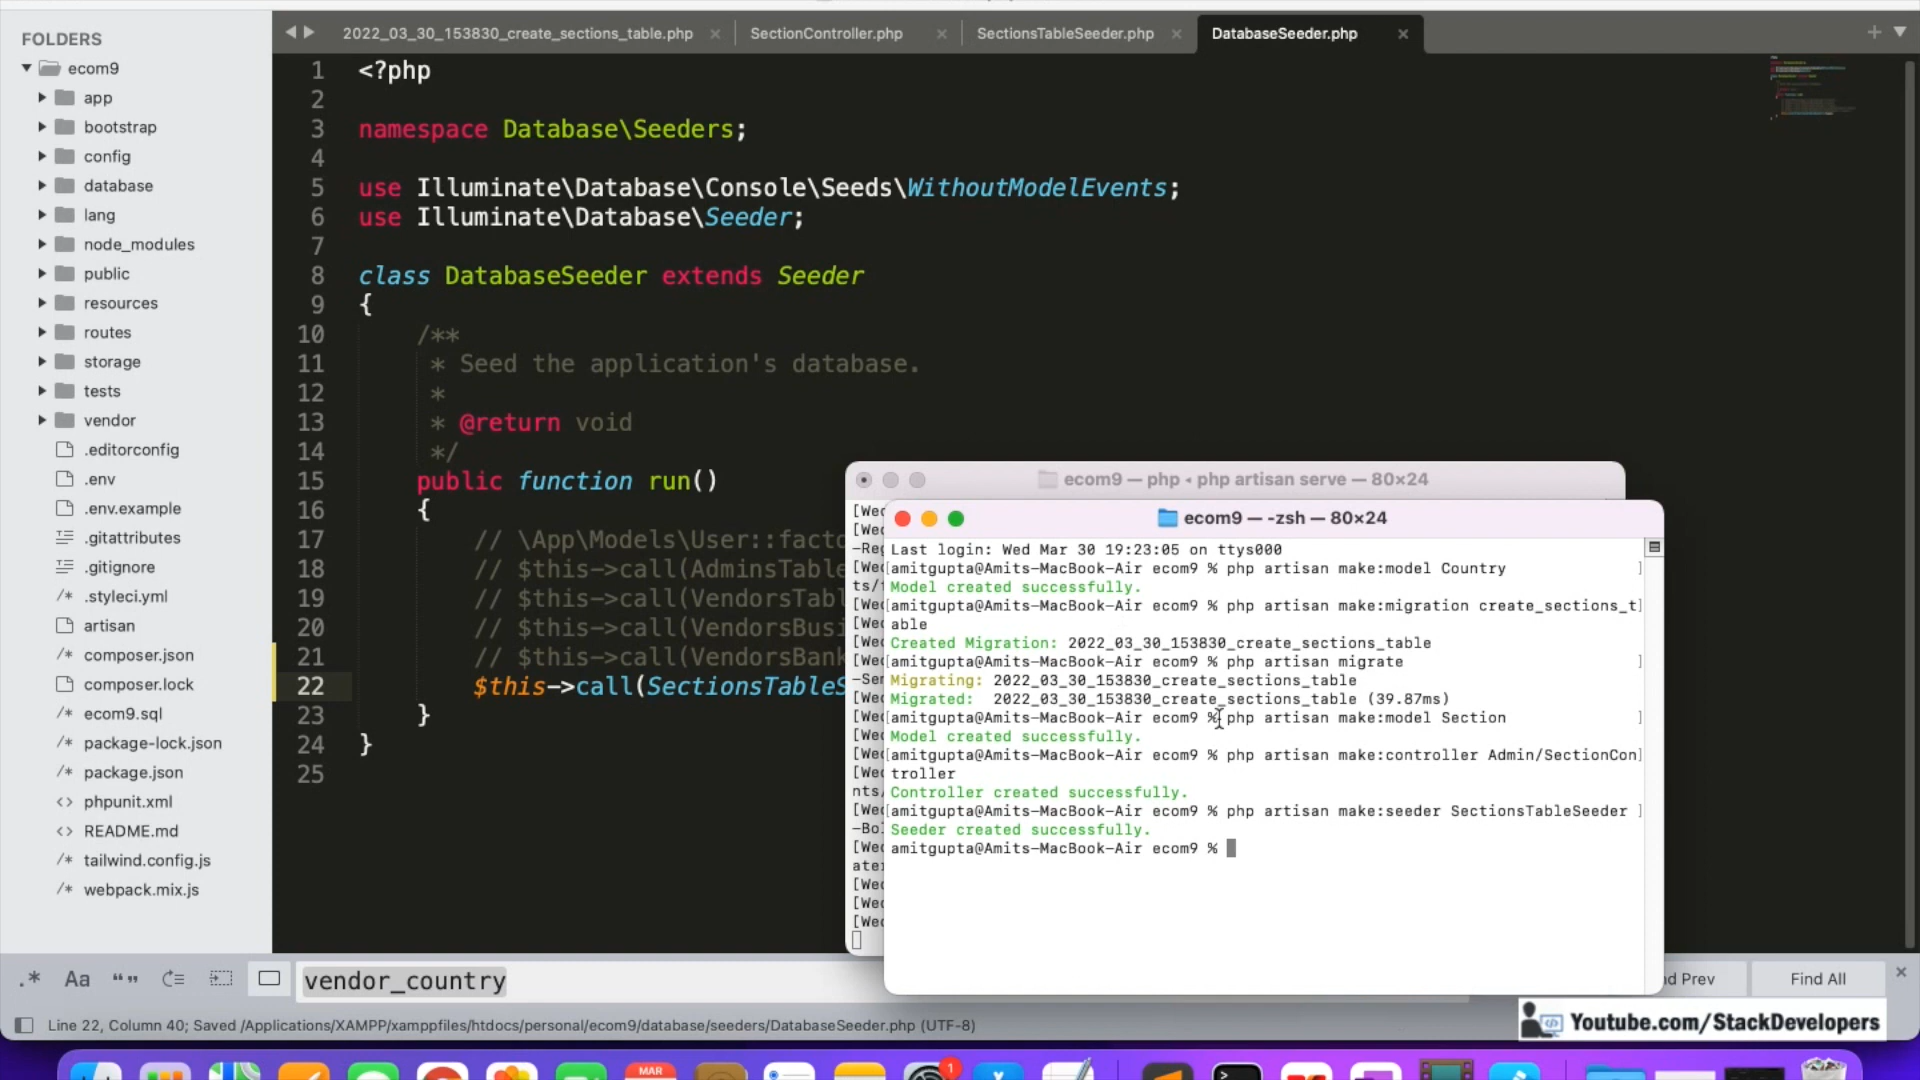 FOLDERS
ecom9
app
bootstrap
config
database
lang
node_modules
public
resources
routes
storage
tests
vendor
.editorconfig
.env
.env.example
.gitattributes
.gitignore
.styleci.yml
artisan
composer.json
composer.lock
ecom9.sql
package-lock.json
package.json
phpunit.xml
README.md
tailwind.config.js
webpack.mix.js
2022_03_30_153830_create_sections_table.php
SectionController.php
SectionsTableSeeder.php
DatabaseSeeder.php
1 <?php
2
3 namespace Database\Seeders;
4
5 use Illuminate\Database\Console\Seeds\WithoutModelEvents;
6 use Illuminate\Database\Seeder;
7
8 class DatabaseSeeder extends Seeder
9 {
10 /**
11 * Seed the application's database.
12 *
13 * @return void
14 */
15 public function run()
16 {
17 // \App\Models\User::facto
18 // $this->call(AdminsTable
19 // $this->call(VendorsTabl
20 // $this->call(VendorsBusi
21 // $this->call(VendorsBank
22 $this->call(SectionsTableS
23 }
24 }
25
ecom9 — php ◂ php artisan serve — 80×24
ecom9 — -zsh — 80×24
Last login: Wed Mar 30 19:23:05 on ttys000
[amitgupta@Amits-MacBook-Air ecom9 % php artisan make:model Country ]
Model created successfully.
[amitgupta@Amits-MacBook-Air ecom9 % php artisan make:migration create_sections_t]
able
Created Migration: 2022_03_30_153830_create_sections_table
[amitgupta@Amits-MacBook-Air ecom9 % php artisan migrate ]
Migrating: 2022_03_30_153830_create_sections_table
Migrated: 2022_03_30_153830_create_sections_table (39.87ms)
[amitgupta@Amits-MacBook-Air ecom9 % php artisan make:model Section ]
Model created successfully.
[amitgupta@Amits-MacBook-Air ecom9 % php artisan make:controller Admin/SectionCon]
troller
Controller created successfully.
[amitgupta@Amits-MacBook-Air ecom9 % php artisan make:seeder SectionsTableSeeder ]
Seeder created successfully.
amitgupta@Amits-MacBook-Air ecom9 %
.* Aa “ ”
vendor_country
d Prev
Find All
Line 22, Column 40; Saved /Applications/XAMPP/xamppfiles/htdocs/personal/ecom9/database/seeders/DatabaseSeeder.php (UTF-8)
Youtube.com/StackDevelopers
MAR
1